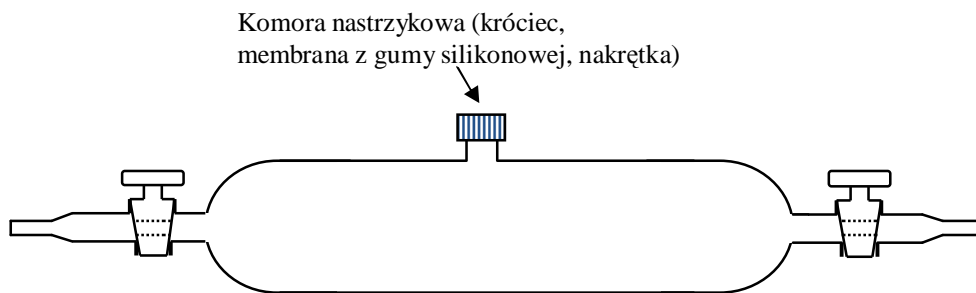 Komora nastrzykowa (króciec,
membrana z gumy silikonowej, nakrętka)